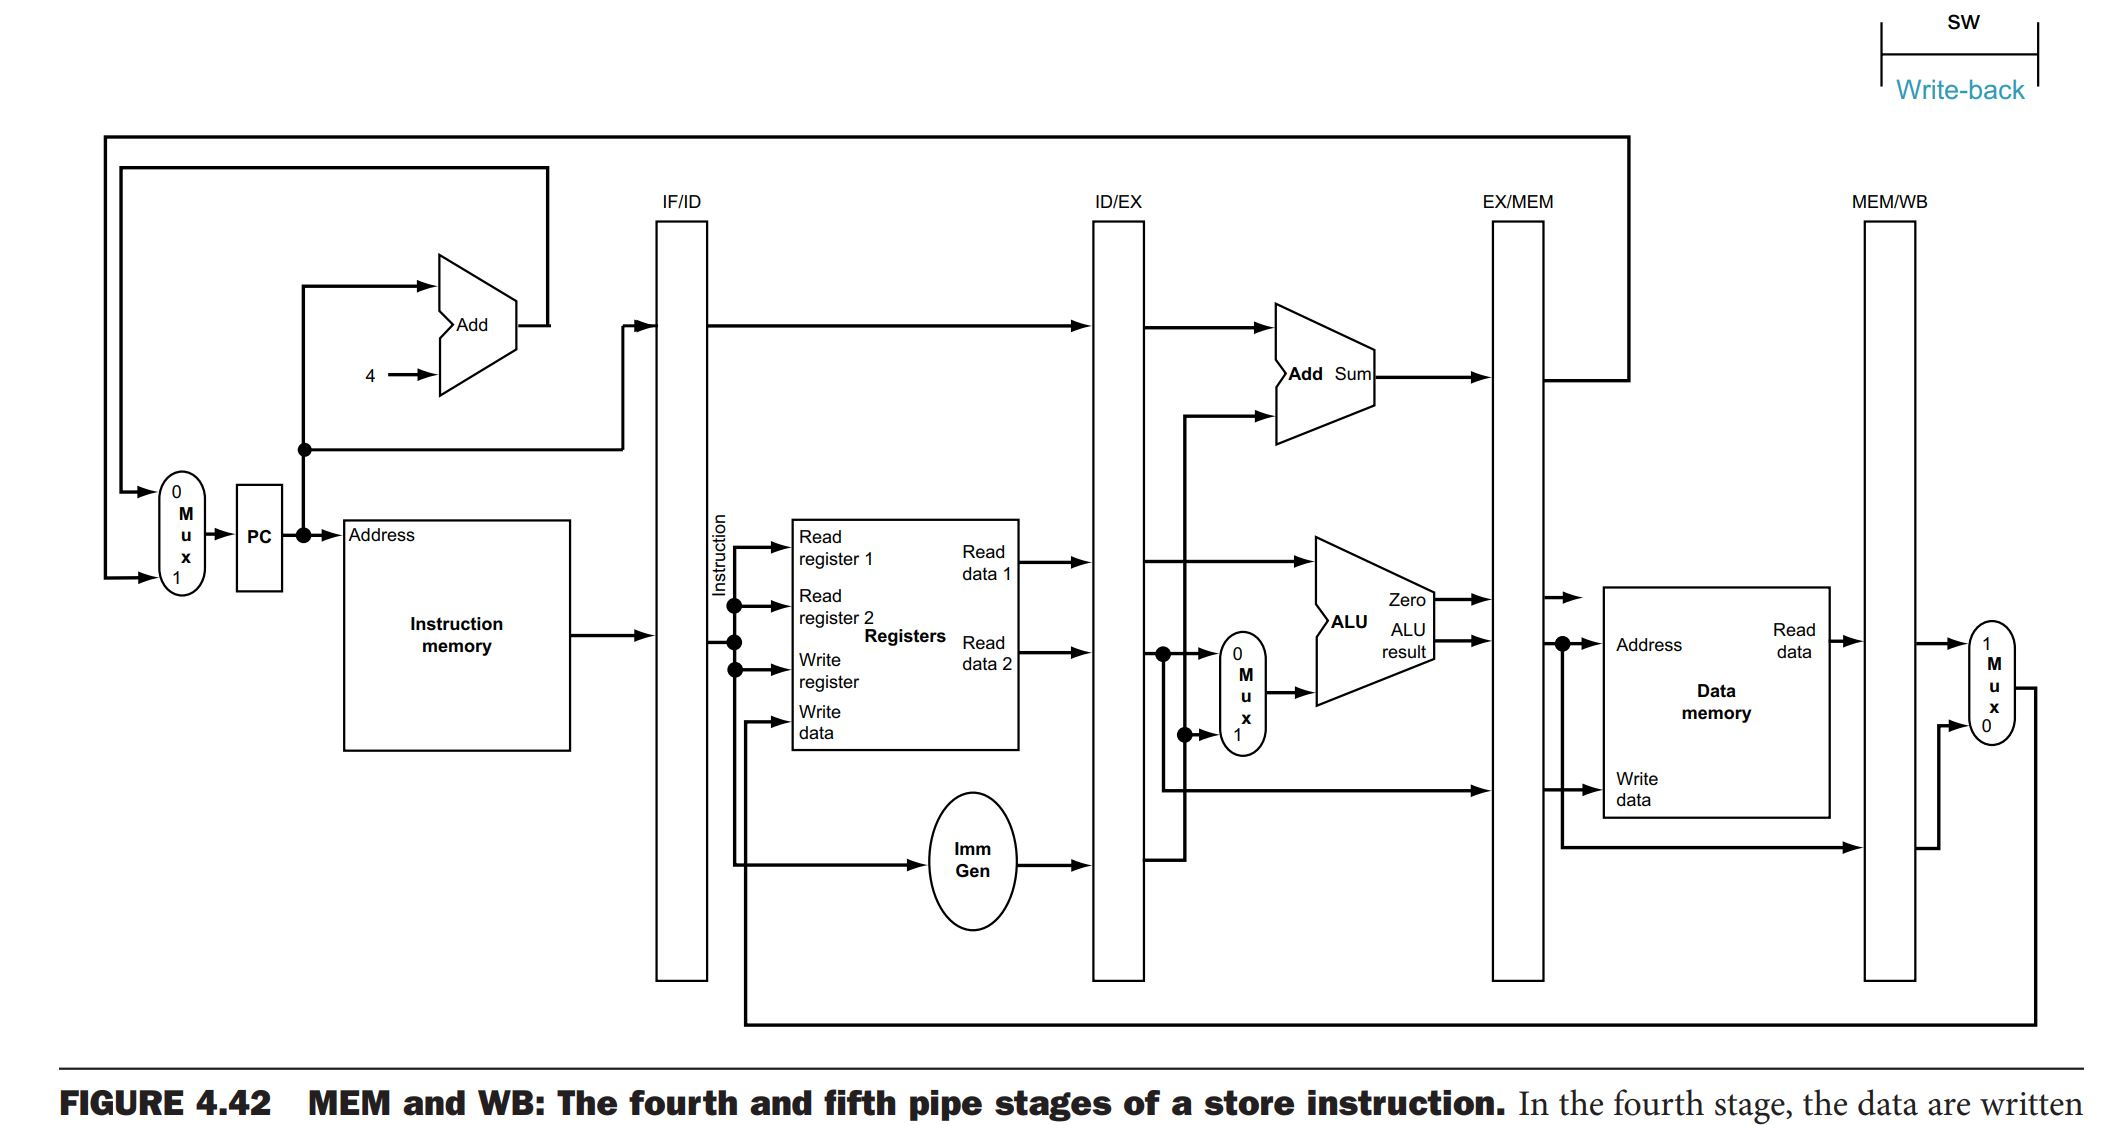 sw
Write-back
IF/ID
ID/EX
EX/MEM
MEM/WB
Add
4
Add Sum
0
M
u
x
1
PC
Address
Instruction
memory
Instruction
Read
register 1
Read
register 2
Registers
Write
register
Write
data
Read
data 1
Read
data 2
Imm
Gen
0
M
u
x
1
Zero
ALU
ALU
result
Address
Read
data
Data
memory
Write
data
1
M
u
x
0
FIGURE 4.42 MEM and WB: The fourth and fifth pipe stages of a store instruction. In the fourth stage, the data are written